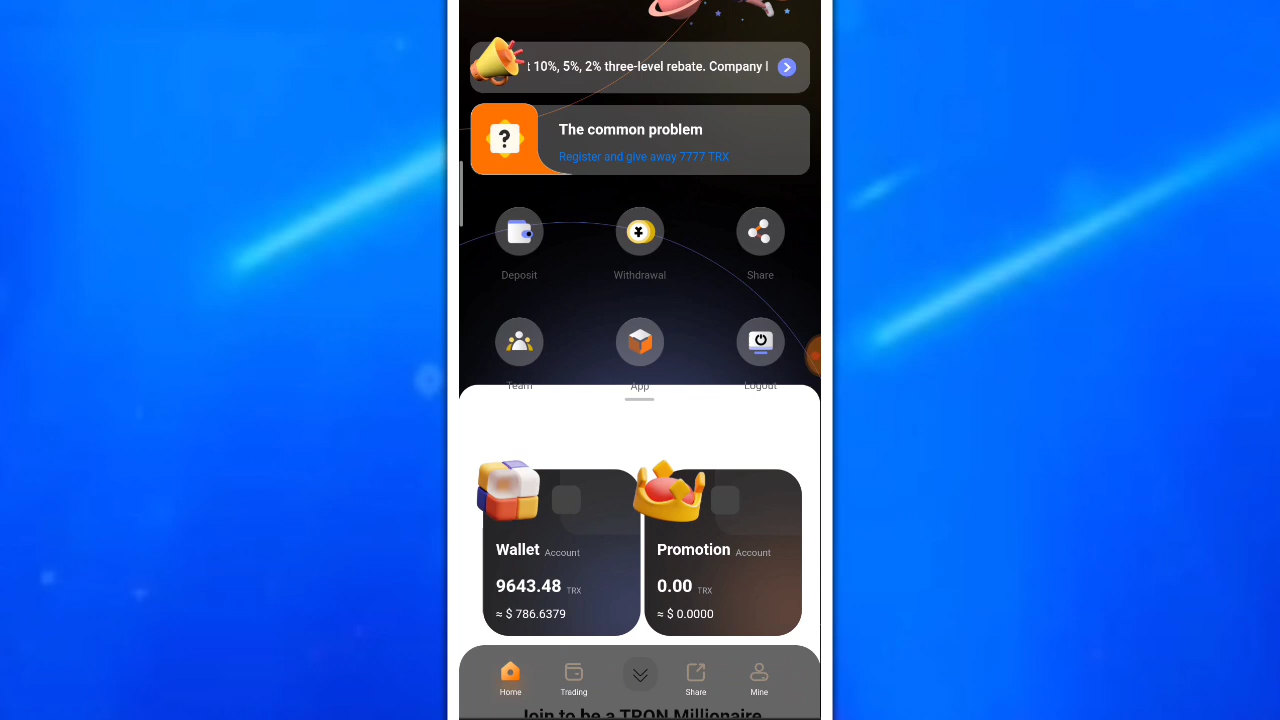 10%, 5%, 2% three-level rebate. Company
The common problem
Register and give away 7777 TRX
Deposit
Withdrawal
Share
Team
App
Logout
Wallet Account
Promotion Account
9643.48 TRX
0.00 TRX
≈ $ 786.6379
≈ $ 0.0000
Home
Trading
Share
Mine
Join to be a TRON Millionaire